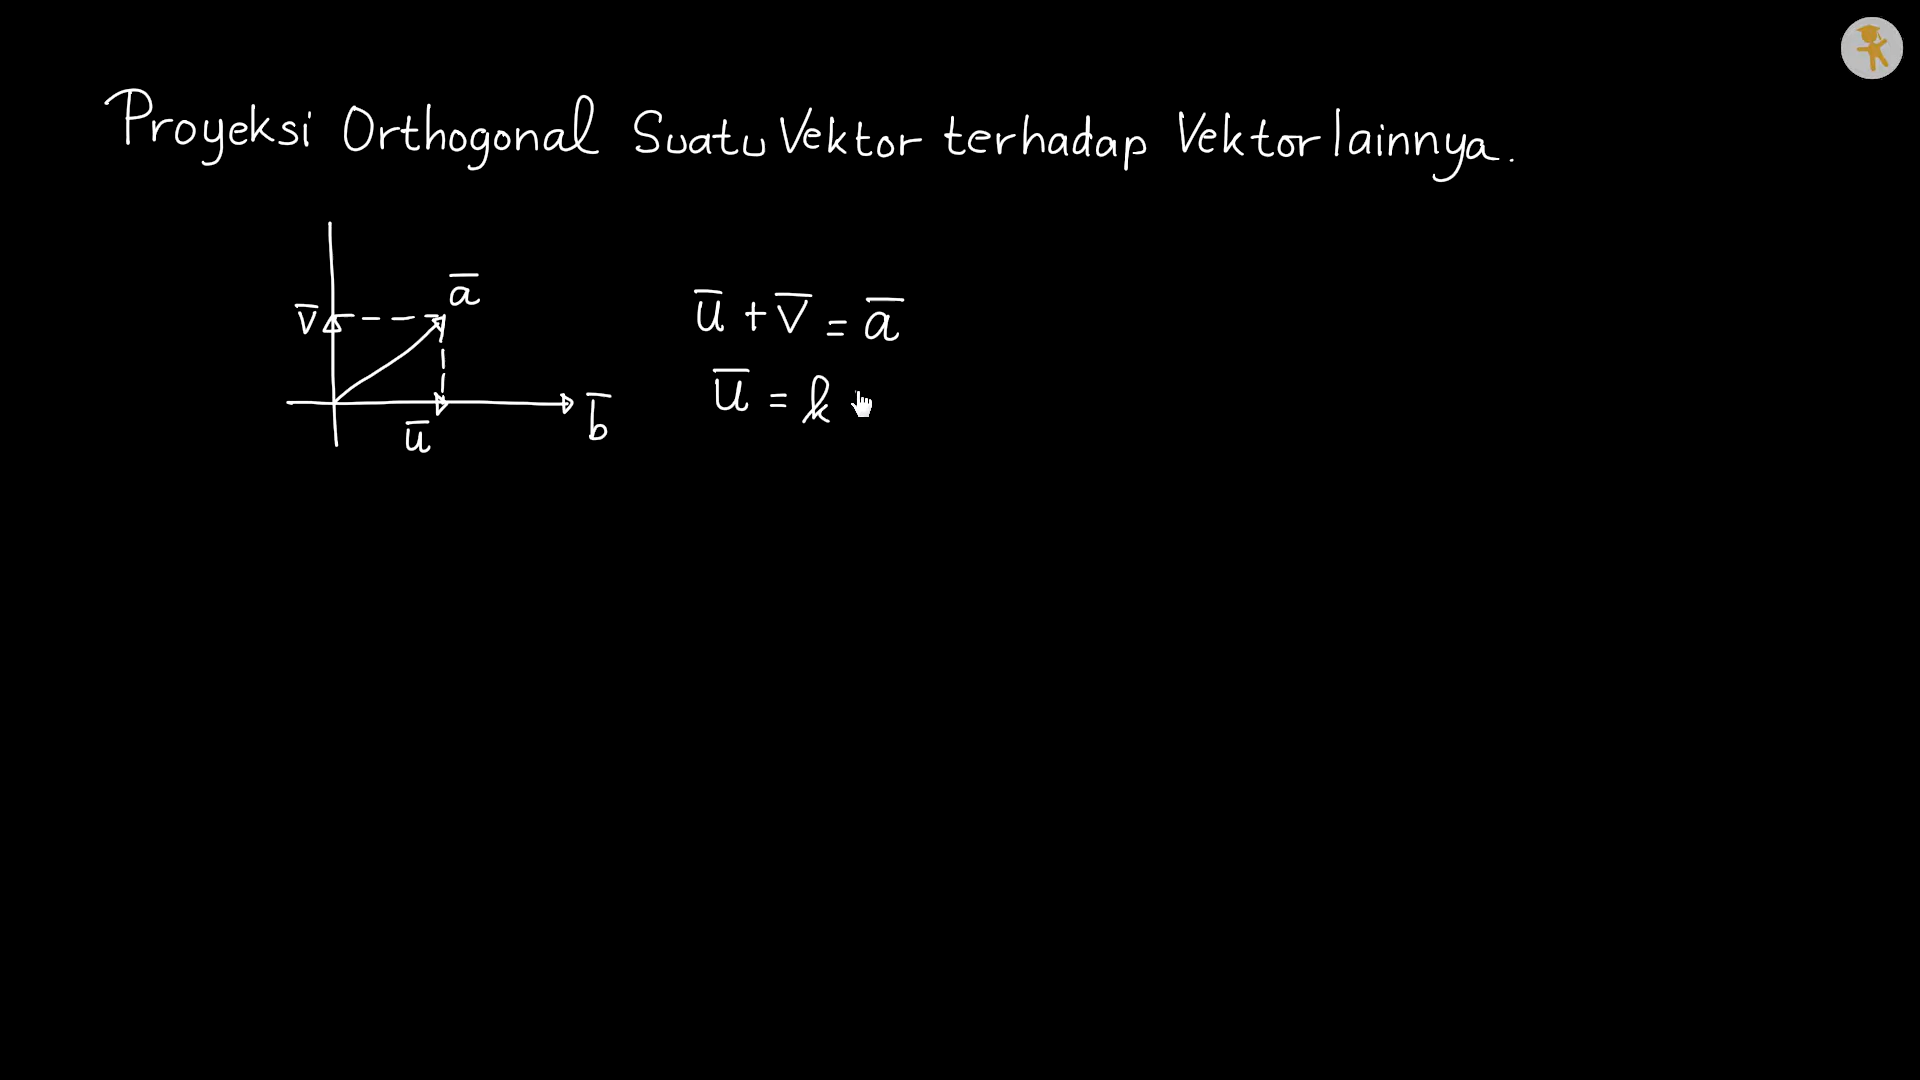 Proyeksi Orthogonal Suatu Vektor terhadap Vektor lainnya.
a̅
v̅
u̅ + v̅ = a̅
u̅ = k
b̅
u̅